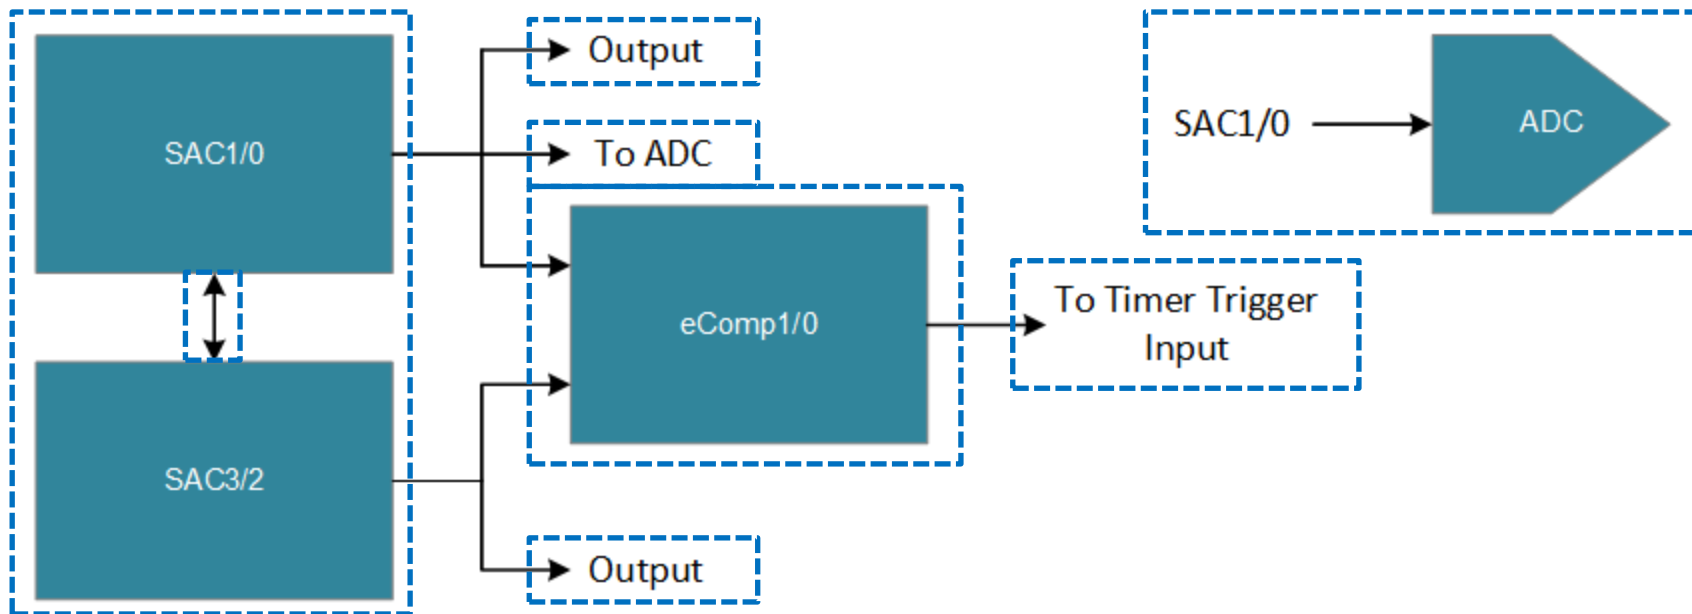 SAC1/0
Output
To ADC
SAC1/0
ADC
eComp1/0
To Timer Trigger
Input
SAC3/2
Output